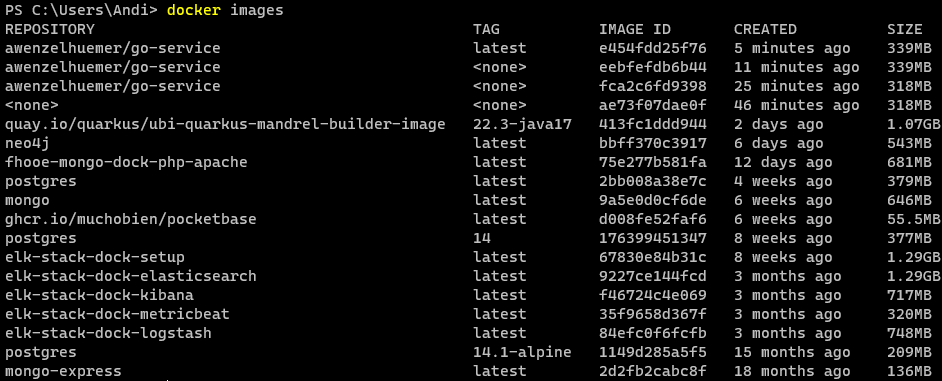 PS C:\Users\Andi> docker images
REPOSITORY TAG IMAGE ID CREATED SIZE
awenzelhuemer/go-service latest e454fdd25f76 5 minutes ago 339MB
awenzelhuemer/go-service <none> eebfefdb6b44 11 minutes ago 339MB
awenzelhuemer/go-service <none> fca2c6fd9398 25 minutes ago 318MB
<none> <none> ae73f07dae0f 46 minutes ago 318MB
quay.io/quarkus/ubi-quarkus-mandrel-builder-image 22.3-java17 413fc1ddd944 2 days ago 1.07GB
neo4j latest bbff370c3917 6 days ago 543MB
fhooe-mongo-dock-php-apache latest 75e277b581fa 12 days ago 681MB
postgres latest 2bb008a38e7c 4 weeks ago 379MB
mongo latest 9a5e0d0cf6de 6 weeks ago 646MB
ghcr.io/muchobien/pocketbase latest d008fe52faf6 6 weeks ago 55.5MB
postgres 14 176399451347 8 weeks ago 377MB
elk-stack-dock-setup latest 67830e84b31c 8 weeks ago 1.29GB
elk-stack-dock-elasticsearch latest 9227ce144fcd 3 months ago 1.29GB
elk-stack-dock-kibana latest f46724c4e069 3 months ago 717MB
elk-stack-dock-metricbeat latest 35f9658d367f 3 months ago 320MB
elk-stack-dock-logstash latest 84efc0f6fcfb 3 months ago 748MB
postgres 14.1-alpine 1149d285a5f5 15 months ago 209MB
mongo-express latest 2d2fb2cabc8f 18 months ago 136MB